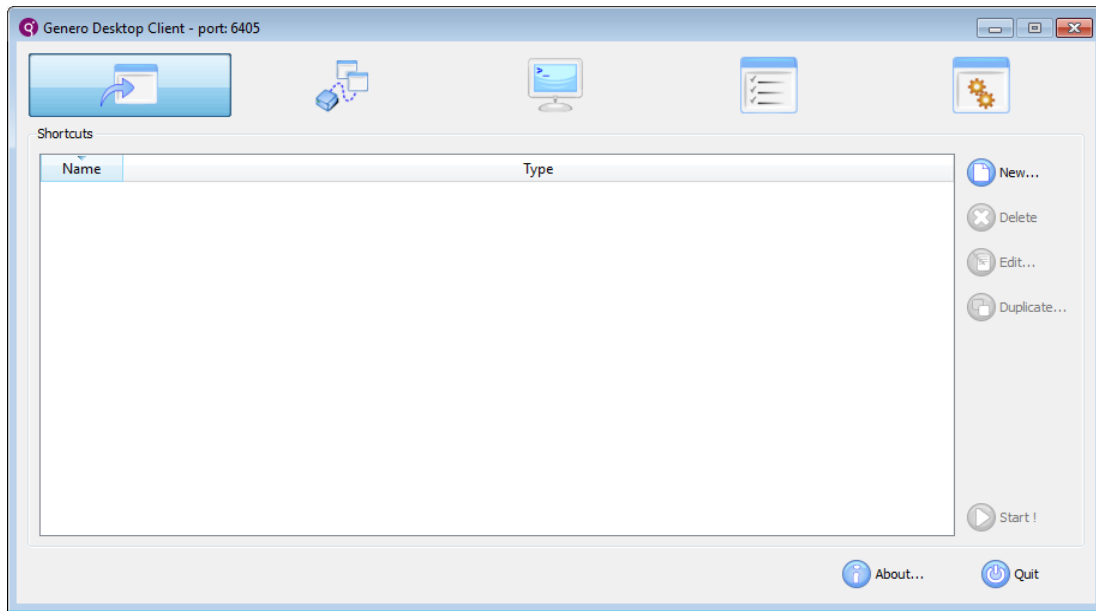 Genero Desktop Client - port: 6405
Shortcuts
Name Type
New...
Delete
Edit...
Duplicate...
Start !
About... Quit